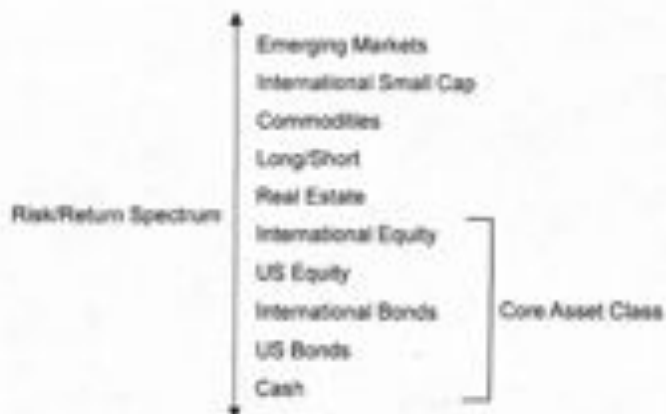 Emerging Markets
International Small Cap
Commodities
Long/Short
Real Estate
Risk/Return Spectrum
International Equity
US Equity
International Bonds
Core Asset Class
US Bonds
Cash